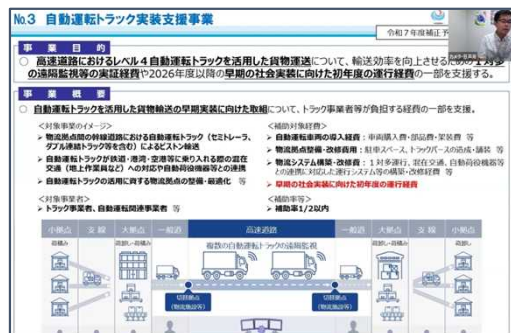 No.3 自動運転トラック実装支援事業
令和7年度補正予
事業目的
○ 高速道路におけるレベル4自動運転トラックを活用した貨物運送について、輸送効率を向上させるための1対多
の遠隔監視等の実証経費や2026年度以降の早期の社会実装に向けた初年度の運行経費の一部を支援する。
事業概要
○ 自動運転トラックを活用した貨物輸送の早期実装に向けた取組について、トラック事業者等が負担する経費の一部を支援。
＜対象事業のイメージ＞
➢ 物流拠点間の幹線道路における自動運転トラック（セミトレーラ、
ダブル連結トラック等を含む）によるピストン輸送
➢ 自動運転トラックが鉄道・港湾・空港等に乗り入れる際の混在
交通（地上作業員など）への対応や自動荷役機器等との連携
➢ 自動運転トラックの活用に資する物流拠点の整備・最適化 等
＜対象事業者＞
➢ トラック事業者、自動運転関連事業者 等
＜補助対象経費＞
➢ 自動運転車両の導入経費：車両購入費・部品費・架装費 等
➢ 物流拠点整備・改修費用：駐車スペース、トラックバースの造成・舗装 等
➢ 物流システム構築・改修費：1対多運行、混在交通、自動荷役機器等
との連携に対応した運行システム等の構築・改修経費 等
➢ 早期の社会実装に向けた初年度の運行経費
＜補助率等＞
➢ 補助率1/2以内
小拠点 支線 大拠点 一般道 高速道路 一般道 大拠点 支線 小拠点
複数の自動運転トラックの遠隔監視
切替拠点
（物流施設等）
切替拠点
（物流施設等）